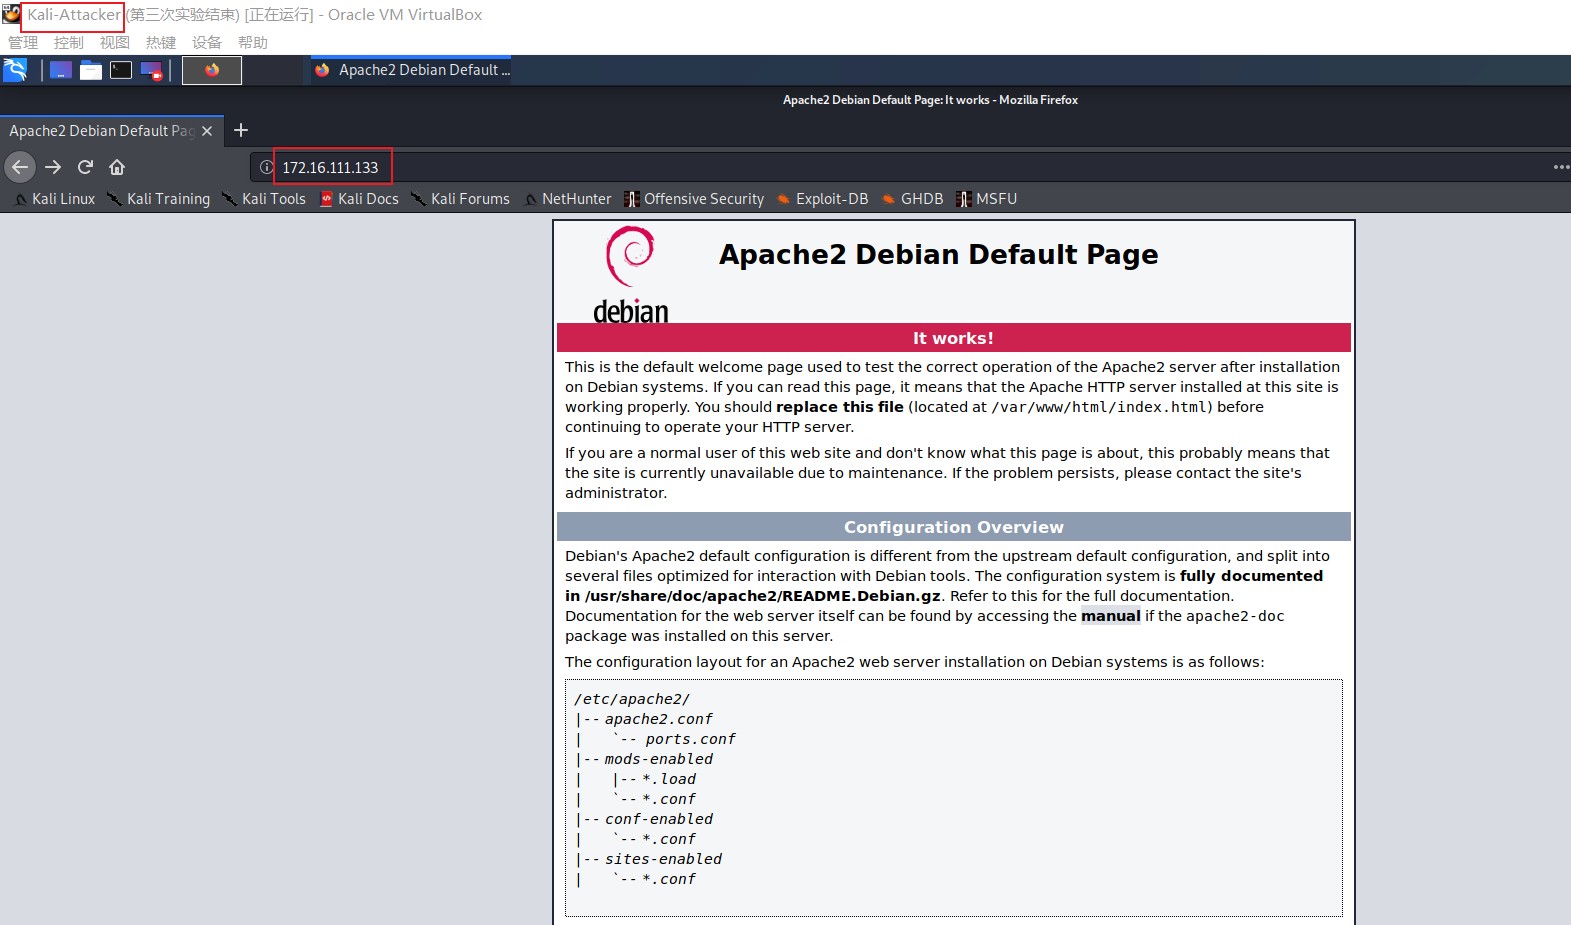 Kali-Attacker (第三次实验结束) [正在运行] - Oracle VM VirtualBox
管理 控制 视图 热键 设备 帮助
Apache2 Debian Default ...
Apache2 Debian Default Page: It works - Mozilla Firefox
Apache2 Debian Default Pag
172.16.111.133
Kali Linux Kali Training Kali Tools Kali Docs Kali Forums NetHunter Offensive Security Exploit-DB GHDB MSFU
debian
Apache2 Debian Default Page
It works!
This is the default welcome page used to test the correct operation of the Apache2 server after installation
on Debian systems. If you can read this page, it means that the Apache HTTP server installed at this site is
working properly. You should replace this file (located at /var/www/html/index.html) before
continuing to operate your HTTP server.
If you are a normal user of this web site and don't know what this page is about, this probably means that
the site is currently unavailable due to maintenance. If the problem persists, please contact the site's
administrator.
Configuration Overview
Debian's Apache2 default configuration is different from the upstream default configuration, and split into
several files optimized for interaction with Debian tools. The configuration system is fully documented
in /usr/share/doc/apache2/README.Debian.gz. Refer to this for the full documentation.
Documentation for the web server itself can be found by accessing the manual if the apache2-doc
package was installed on this server.
The configuration layout for an Apache2 web server installation on Debian systems is as follows:
/etc/apache2/
|-- apache2.conf
|   `-- ports.conf
|-- mods-enabled
|   |-- *.load
|   `-- *.conf
|-- conf-enabled
|   `-- *.conf
|-- sites-enabled
|   `-- *.conf